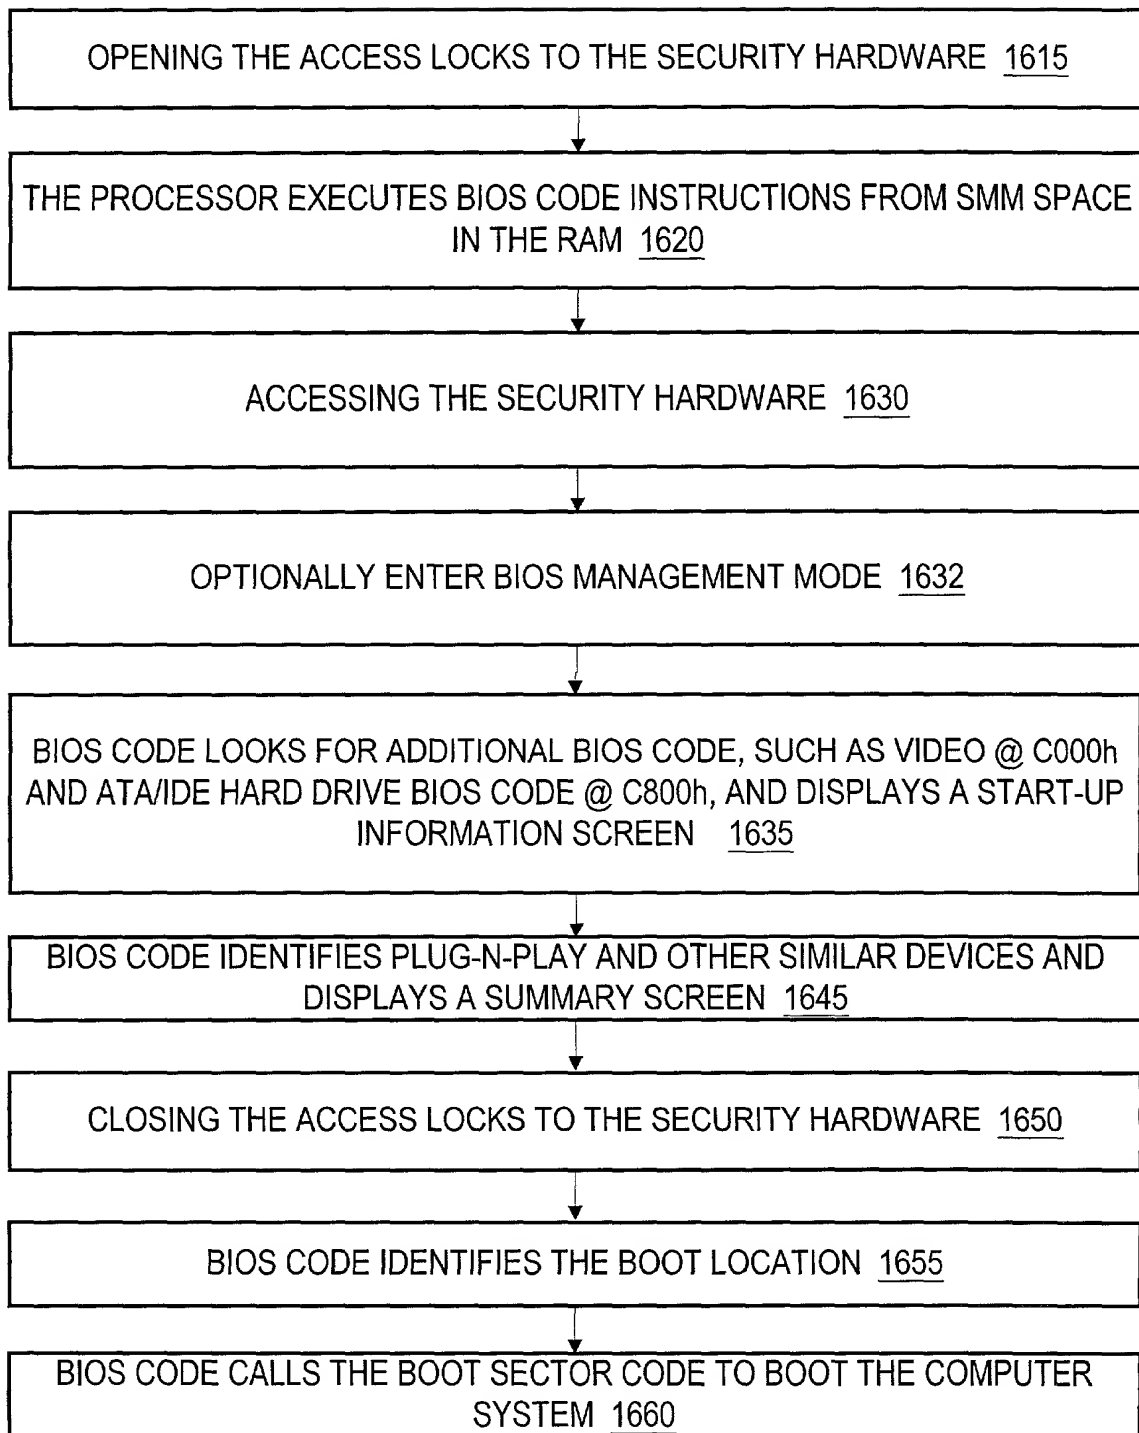 OPENING THE ACCESS LOCKS TO THE SECURITY HARDWARE 1615
THE PROCESSOR EXECUTES BIOS CODE INSTRUCTIONS FROM SMM SPACE
IN THE RAM 1620
ACCESSING THE SECURITY HARDWARE 1630
OPTIONALLY ENTER BIOS MANAGEMENT MODE 1632
BIOS CODE LOOKS FOR ADDITIONAL BIOS CODE, SUCH AS VIDEO @ C000h
AND ATA/IDE HARD DRIVE BIOS CODE @ C800h, AND DISPLAYS A START-UP
INFORMATION SCREEN 1635
BIOS CODE IDENTIFIES PLUG-N-PLAY AND OTHER SIMILAR DEVICES AND
DISPLAYS A SUMMARY SCREEN 1645
CLOSING THE ACCESS LOCKS TO THE SECURITY HARDWARE 1650
BIOS CODE IDENTIFIES THE BOOT LOCATION 1655
BIOS CODE CALLS THE BOOT SECTOR CODE TO BOOT THE COMPUTER
SYSTEM 1660